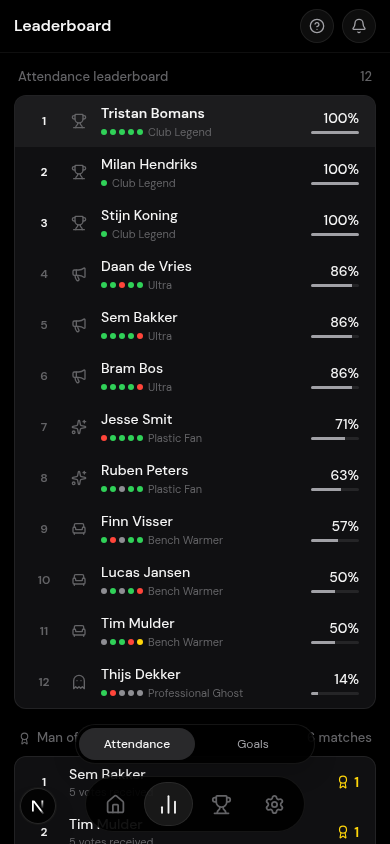 Leaderboard
Attendance leaderboard 12
1 Tristan Bomans 100%
Club Legend
2 Milan Hendriks 100%
Club Legend
3 Stijn Koning 100%
Club Legend
4 Daan de Vries 86%
Ultra
5 Sem Bakker 86%
Ultra
6 Bram Bos 86%
Ultra
7 Jesse Smit 71%
Plastic Fan
8 Ruben Peters 63%
Plastic Fan
9 Finn Visser 57%
Bench Warmer
10 Lucas Jansen 50%
Bench Warmer
11 Tim Mulder 50%
Bench Warmer
12 Thijs Dekker 14%
Professional Ghost
Man of matches
Attendance Goals
1 Sem Bakker 1
5
N
2 Tim Mulder 1
5 votes received